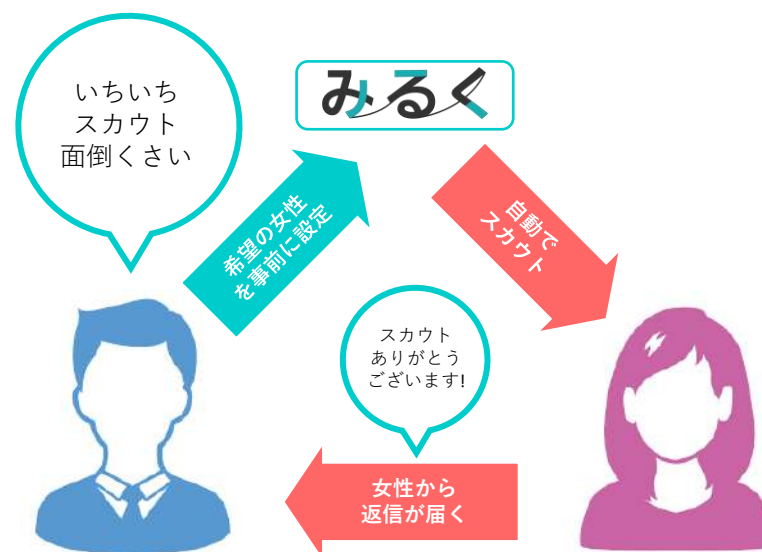 いちいち
スカウト
面倒くさい
みるく
希望の女性
を事前に設定
自動で
スカウト
スカウト
ありがとう
ございます!
女性から
返信が届く